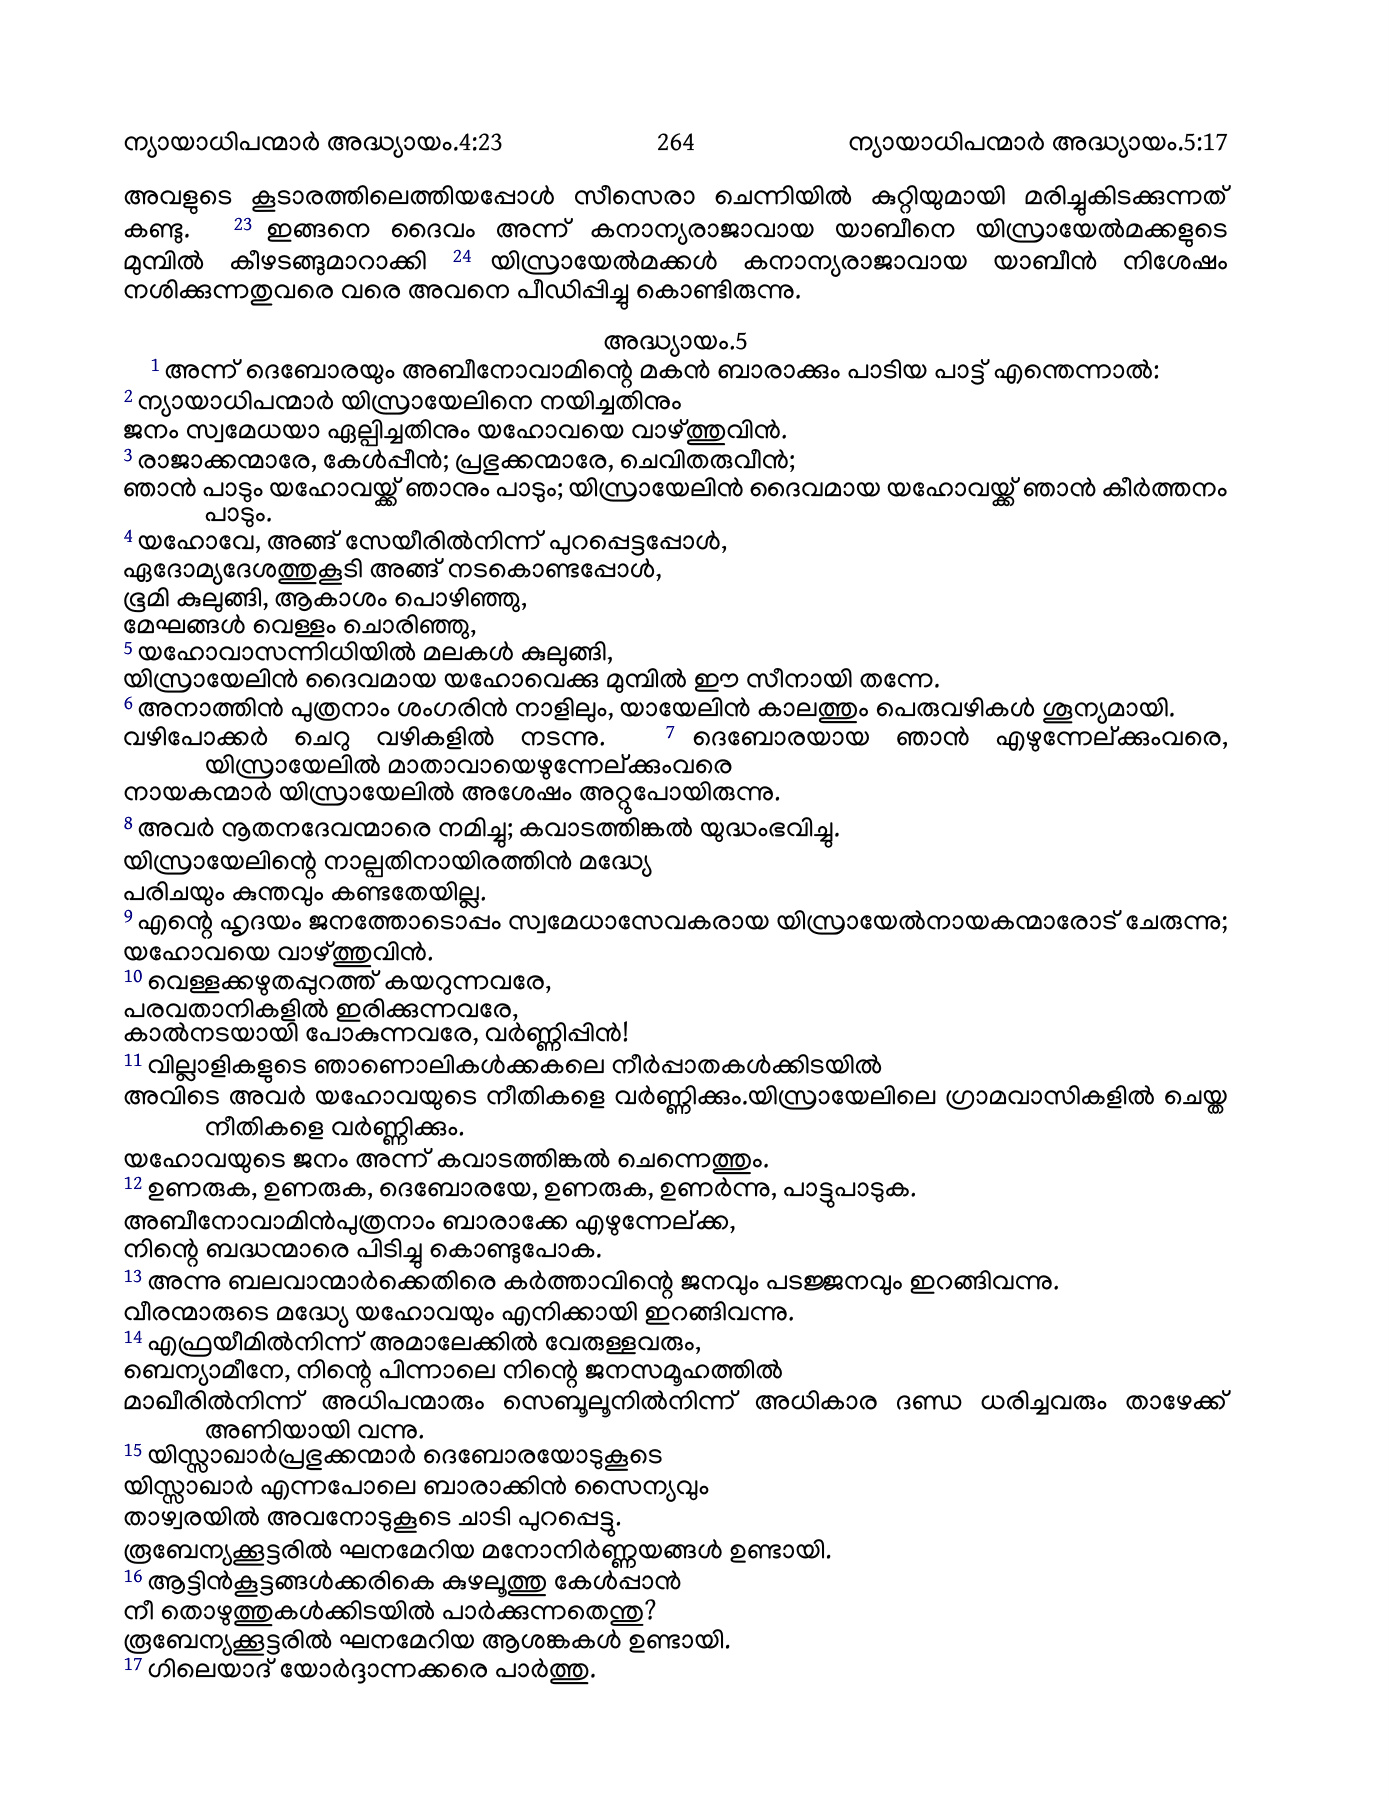 ന്യായാധിപന്മാർ അദ്ധ്യായം.4:23 264 ന്യായാധിപന്മാർ അദ്ധ്യായം.5:17
അവളുടെ കൂടാരത്തിലെത്തിയപ്പോൾ സീസെരാ ചെന്നിയിൽ കുറ്റിയുമായി മരിച്ചുകിടക്കുന്നത്
കണ്ടു. 23 ഇങ്ങനെ ദൈവം അന്ന് കനാന്യരാജാവായ യാബീനെ യിസ്രായേൽമക്കളുടെ
മുമ്പിൽ കീഴടങ്ങുമാറാക്കി 24 യിസ്രായേൽമക്കൾ കനാന്യരാജാവായ യാബീൻ നിശേഷം
നശിക്കുന്നതുവരെ വരെ അവനെ പീഡിപ്പിച്ചു കൊണ്ടിരുന്നു.
അദ്ധ്യായം.5
1 അന്ന് ദെബോരയും അബീനോവാമിന്റെ മകൻ ബാരാക്കും പാടിയ പാട്ട് എന്തെന്നാൽ:
2 ന്യായാധിപന്മാർ യിസ്രായേലിനെ നയിച്ചതിനും
ജനം സ്വമേധയാ ഏല്പിച്ചതിനും യഹോവയെ വാഴ്ത്തുവിൻ.
3 രാജാക്കന്മാരേ, കേൾപ്പീൻ; പ്രഭുക്കന്മാരേ, ചെവിതരുവീൻ;
ഞാൻ പാടും യഹോവയ്ക്ക് ഞാനും പാടും; യിസ്രായേലിൻ ദൈവമായ യഹോവയ്ക്ക് ഞാൻ കീർത്തനം
പാടും.
4 യഹോവേ, അങ്ങ് സേയീരിൽനിന്ന് പുറപ്പെട്ടപ്പോൾ,
ഏദോമ്യദേശത്തുകൂടി അങ്ങ് നടകൊണ്ടപ്പോൾ,
ഭൂമി കുലുങ്ങി, ആകാശം പൊഴിഞ്ഞു,
മേഘങ്ങൾ വെള്ളം ചൊരിഞ്ഞു,
5 യഹോവാസന്നിധിയിൽ മലകൾ കുലുങ്ങി,
യിസ്രായേലിൻ ദൈവമായ യഹോവെക്കു മുമ്പിൽ ഈ സീനായി തന്നേ.
6 അനാത്തിൻ പുത്രനാം ശംഗരിൻ നാളിലും, യായേലിൻ കാലത്തും പെരുവഴികൾ ശൂന്യമായി.
വഴിപോക്കർ ചെറു വഴികളിൽ നടന്നു. 7 ദെബോരയായ ഞാൻ എഴുന്നേല്ക്കുംവരെ,
യിസ്രായേലിൽ മാതാവായെഴുന്നേല്ക്കുംവരെ
നായകന്മാർ യിസ്രായേലിൽ അശേഷം അറ്റുപോയിരുന്നു.
8 അവർ നൂതനദേവന്മാരെ നമിച്ചു; കവാടത്തിങ്കൽ യുദ്ധംഭവിച്ചു.
യിസ്രായേലിന്റെ നാല്പതിനായിരത്തിൻ മദ്ധ്യേ
പരിചയും കുന്തവും കണ്ടതേയില്ല.
9 എന്റെ ഹൃദയം ജനത്തോടൊപ്പം സ്വമേധാസേവകരായ യിസ്രായേൽനായകന്മാരോട് ചേരുന്നു;
യഹോവയെ വാഴ്ത്തുവിൻ.
10 വെള്ളക്കഴുതപ്പുറത്ത് കയറുന്നവരേ,
പരവതാനികളിൽ ഇരിക്കുന്നവരേ,
കാൽനടയായി പോകുന്നവരേ, വർണ്ണിപ്പിൻ!
11 വില്ലാളികളുടെ ഞാണൊലികൾക്കകലെ നീർപ്പാതകൾക്കിടയിൽ
അവിടെ അവർ യഹോവയുടെ നീതികളെ വർണ്ണിക്കും.യിസ്രായേലിലെ ഗ്രാമവാസികളിൽ ചെയ്ത
നീതികളെ വർണ്ണിക്കും.
യഹോവയുടെ ജനം അന്ന് കവാടത്തിങ്കൽ ചെന്നെത്തും.
12 ഉണരുക, ഉണരുക, ദെബോരയേ, ഉണരുക, ഉണർന്നു, പാട്ടുപാടുക.
അബീനോവാമിൻപുത്രനാം ബാരാക്കേ എഴുന്നേല്ക്ക,
നിന്റെ ബദ്ധന്മാരെ പിടിച്ചു കൊണ്ടുപോക.
13 അന്നു ബലവാന്മാർക്കെതിരെ കർത്താവിന്റെ ജനവും പടജ്ജനവും ഇറങ്ങിവന്നു.
വീരന്മാരുടെ മദ്ധ്യേ യഹോവയും എനിക്കായി ഇറങ്ങിവന്നു.
14 എഫ്രയീമിൽനിന്ന് അമാലേക്കിൽ വേരുള്ളവരും,
ബെന്യാമീനേ, നിന്റെ പിന്നാലെ നിന്റെ ജനസമൂഹത്തിൽ
മാഖീരിൽനിന്ന് അധിപന്മാരും സെബൂലൂനിൽനിന്ന് അധികാര ദണ്ഡ ധരിച്ചവരും താഴേക്ക്
അണിയായി വന്നു.
15 യിസ്സാഖാർപ്രഭുക്കന്മാർ ദെബോരയോടുകൂടെ
യിസ്സാഖാർ എന്നപോലെ ബാരാക്കിൻ സൈന്യവും
താഴ്വരയിൽ അവനോടുകൂടെ ചാടി പുറപ്പെട്ടു.
രൂബേന്യക്കൂട്ടരിൽ ഘനമേറിയ മനോനിർണ്ണയങ്ങൾ ഉണ്ടായി.
16 ആട്ടിൻകൂട്ടങ്ങൾക്കരികെ കുഴലൂത്തു കേൾപ്പാൻ
നീ തൊഴുത്തുകൾക്കിടയിൽ പാർക്കുന്നതെന്തു?
രൂബേന്യക്കൂട്ടരിൽ ഘനമേറിയ ആശങ്കകൾ ഉണ്ടായി.
17 ഗിലെയാദ് യോർദ്ദാന്നക്കരെ പാർത്തു.